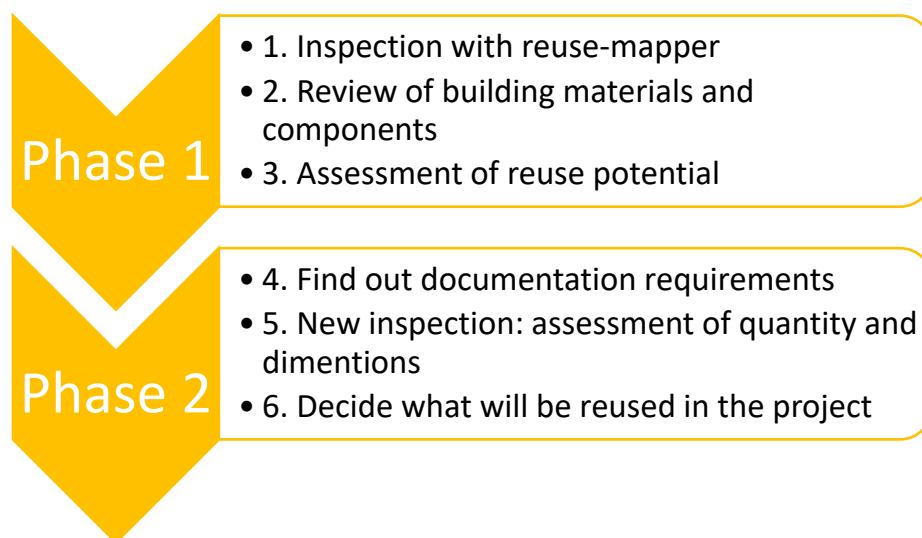 Phase 1
• 1. Inspection with reuse-mapper
• 2. Review of building materials and
components
• 3. Assessment of reuse potential
Phase 2
• 4. Find out documentation requirements
• 5. New inspection: assessment of quantity and
dimentions
• 6. Decide what will be reused in the project